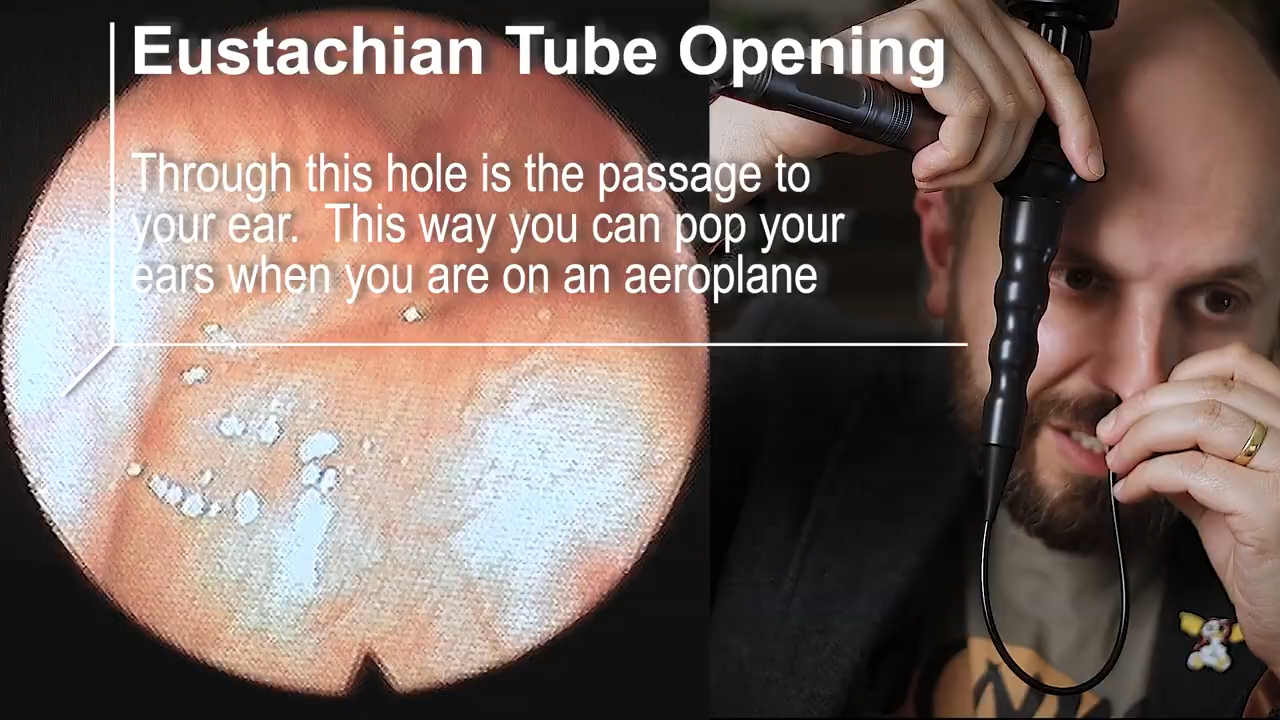 Eustachian Tube Opening
Through this hole is the passage to
your ear.  This way you can pop your
ears when you are on an aeroplane